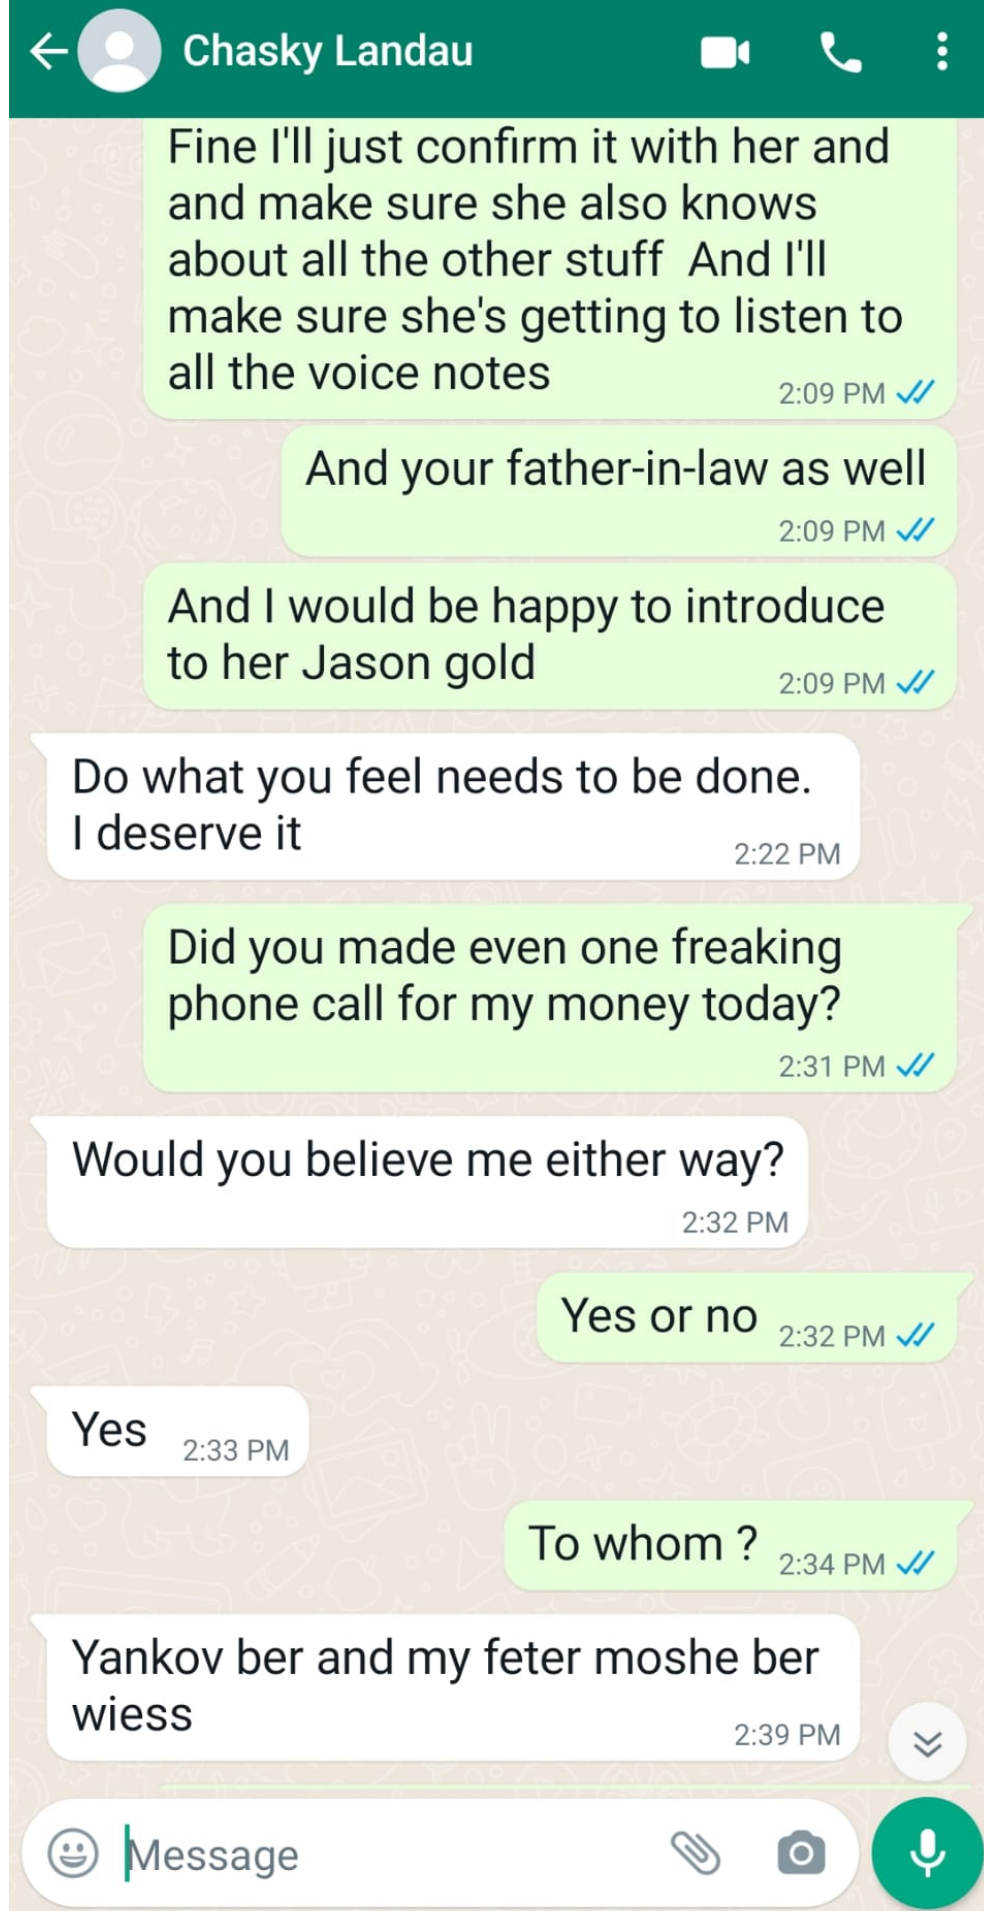 Chasky Landau
Fine I'll just confirm it with her and
and make sure she also knows
about all the other stuff  And I'll
make sure she's getting to listen to
all the voice notes
2:09 PM
And your father-in-law as well
2:09 PM
And I would be happy to introduce
to her Jason gold
2:09 PM
Do what you feel needs to be done.
I deserve it
2:22 PM
Did you made even one freaking
phone call for my money today?
2:31 PM
Would you believe me either way?
2:32 PM
Yes or no 2:32 PM
Yes 2:33 PM
To whom ? 2:34 PM
Yankov ber and my feter moshe ber
wiess
2:39 PM
Message